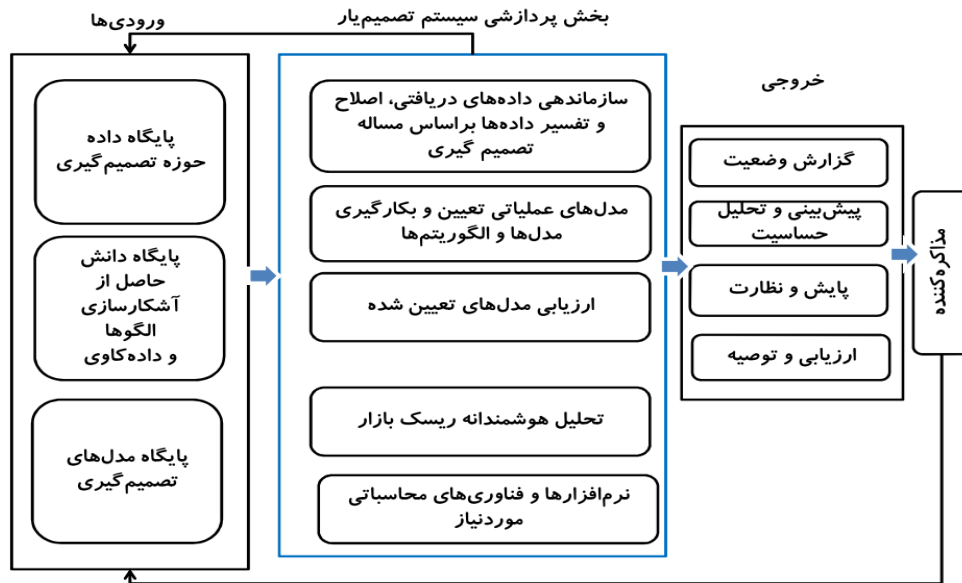 بخش پردازشی سیستم تصمیم‌یار
ورودی‌ها
پایگاه داده
حوزه تصمیم‌گیری
پایگاه دانش
حاصل از
آشکارسازی
الگوها
و داده‌کاوی
پایگاه مدل‌های
تصمیم‌گیری
سازماندهی داده‌های دریافتی، اصلاح
و تفسیر داده‌ها براساس مساله
تصمیم گیری
مدل‌های عملیاتی تعیین و بکارگیری
مدل‌ها و الگوریتم‌ها
ارزیابی مدل‌های تعیین شده
تحلیل هوشمندانه ریسک بازار
نرم‌افزارها و فناوری‌های محاسباتی
موردنیاز
خروجی
گزارش وضعیت
پیش‌بینی و تحلیل
حساسیت
پایش و نظارت
ارزیابی و توصیه
مذاکره‌کننده